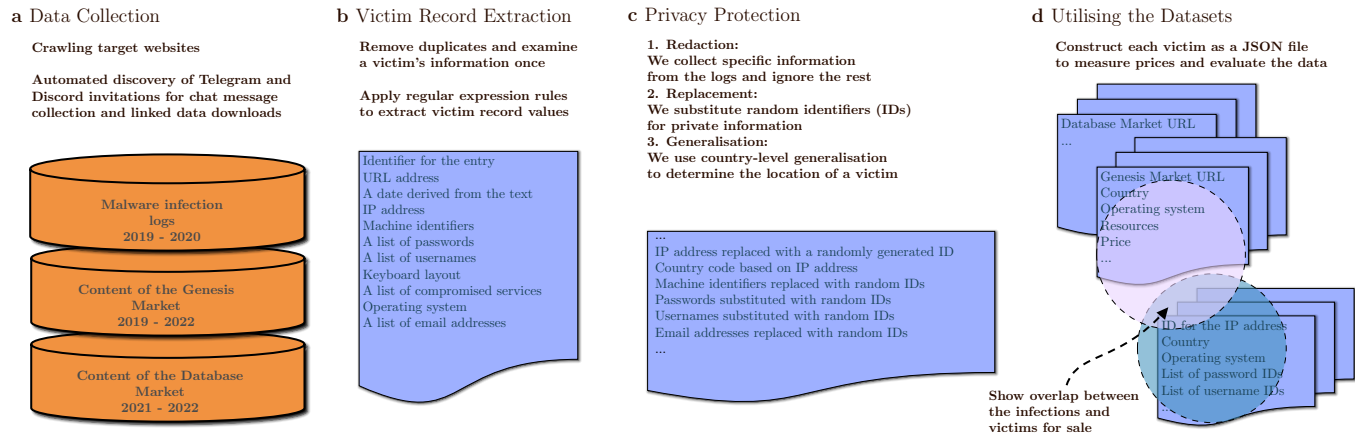 a Data Collection
Crawling target websites
Automated discovery of Telegram and
Discord invitations for chat message
collection and linked data downloads
Malware infection
logs
2019 - 2020
Content of the Genesis
Market
2019 - 2022
Content of the Database
Market
2021 - 2022
b Victim Record Extraction
Remove duplicates and examine
a victim's information once
Apply regular expression rules
to extract victim record values
Identifier for the entry
URL address
A date derived from the text
IP address
Machine identifiers
A list of passwords
A list of usernames
Keyboard layout
A list of compromised services
Operating system
A list of email addresses
c Privacy Protection
1. Redaction:
We collect specific information
from the logs and ignore the rest
2. Replacement:
We substitute random identifiers (IDs)
for private information
3. Generalisation:
We use country-level generalisation
to determine the location of a victim
...
IP address replaced with a randomly generated ID
Country code based on IP address
Machine identifiers replaced with random IDs
Passwords substituted with random IDs
Usernames substituted with random IDs
Email addresses replaced with random IDs
...
d Utilising the Datasets
Construct each victim as a JSON file
to measure prices and evaluate the data
Database Market URL
...
Genesis Market URL
Country
Operating system
Resources
Price
...
ID for the IP address
Country
Operating system
List of password IDs
List of username IDs
...
Show overlap between
the infections and
victims for sale